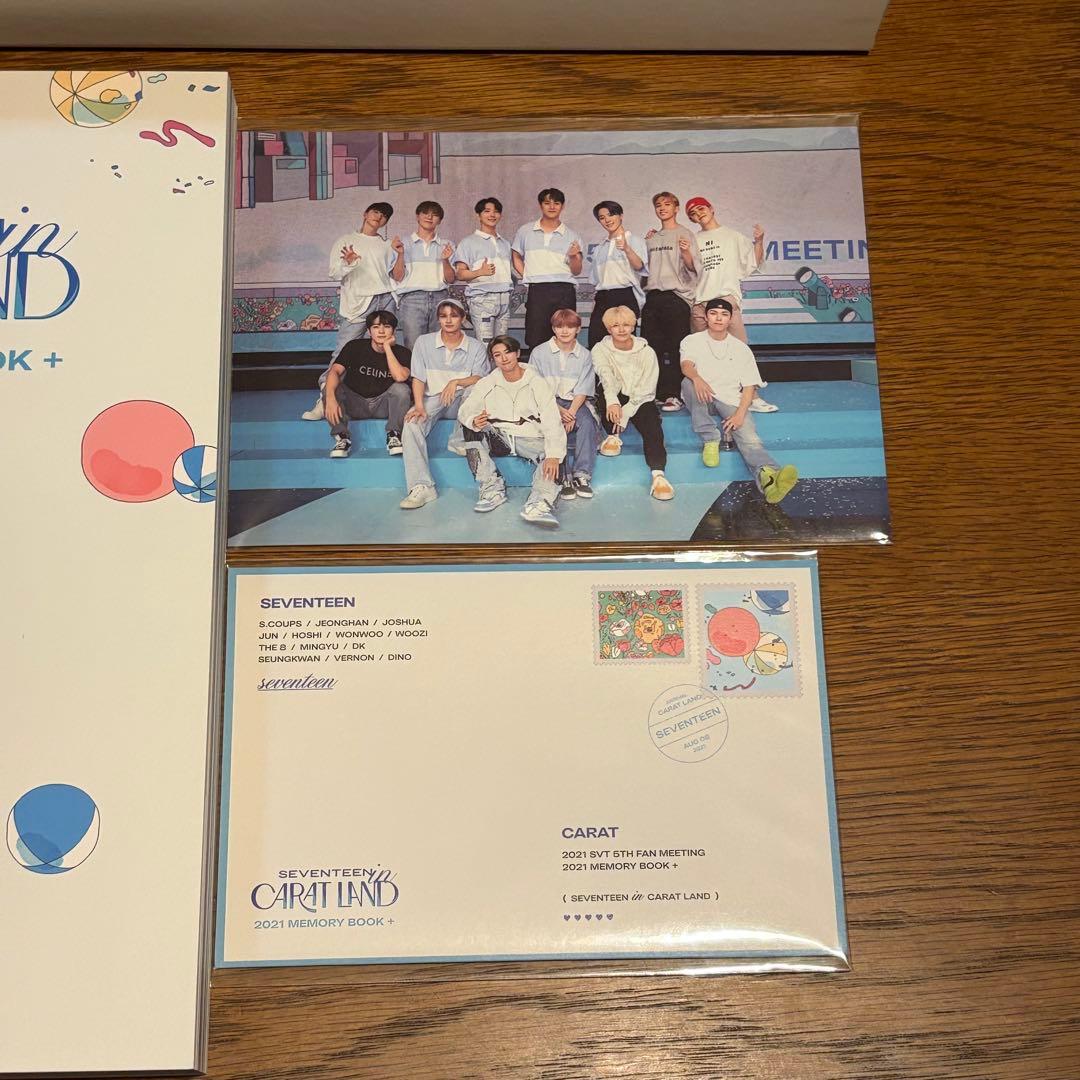 in
ND
OK +
MEETIN
CELINE
SEVENTEEN
S.COUPS / JEONGHAN / JOSHUA
JUN / HOSHI / WONWOO / WOOZI
THE 8 / MINGYU / DK
SEUNGKWAN / VERNON / DINO
seventeen
CARAT LAND
SEVENTEEN
AUG 08
2021
CARAT
2021 SVT 5TH FAN MEETING
2021 MEMORY BOOK +
( SEVENTEEN in CARAT LAND )
SEVENTEEN in
CARAT LAND
2021 MEMORY BOOK +